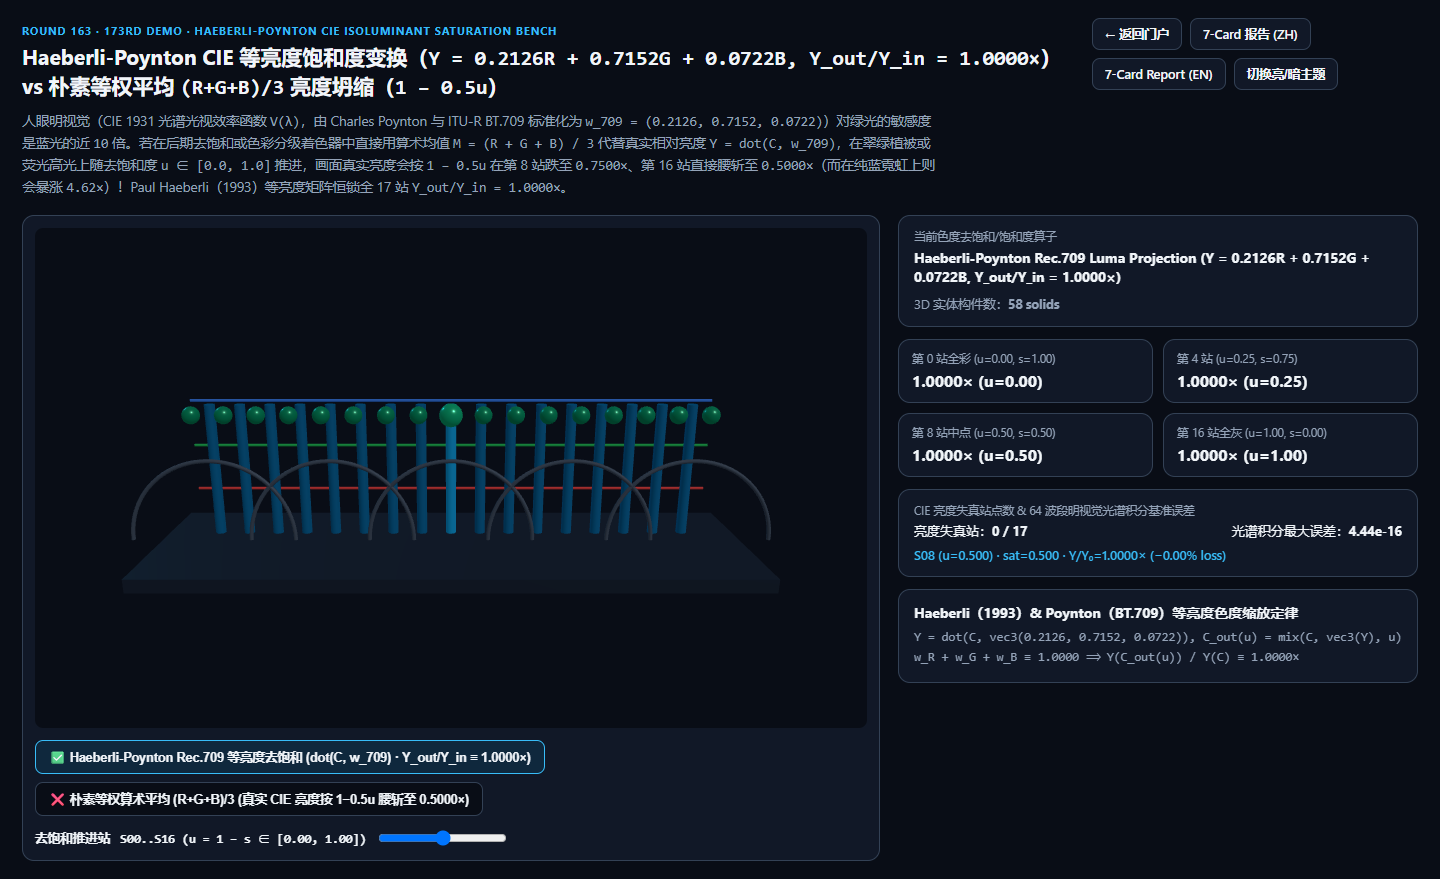 ROUND 163 · 173RD DEMO · HAEBERLI-POYNTON CIE ISOLUMINANT SATURATION BENCH
Haeberli-Poynton CIE 等亮度饱和度变换（Y = 0.2126R + 0.7152G + 0.0722B, Y_out/Y_in = 1.0000×）
vs 朴素等权平均 (R+G+B)/3 亮度坍缩（1 − 0.5u）
人眼明视觉（CIE 1931 光谱光视效率函数 V(λ)，由 Charles Poynton 与 ITU-R BT.709 标准化为 w_709 = (0.2126, 0.7152, 0.0722)）对绿光的敏感度
是蓝光的近 10 倍。若在后期去饱和或色彩分级着色器中直接用算术均值 M = (R + G + B) / 3 代替真实相对亮度 Y = dot(C, w_709)，在翠绿植被或
荧光高光上随去饱和度 u ∈ [0.0, 1.0] 推进，画面真实亮度会按 1 − 0.5u 在第 8 站跌至 0.7500×、第 16 站直接腰斩至 0.5000×（而在纯蓝霓虹上则
会暴涨 4.62×）！Paul Haeberli（1993）等亮度矩阵恒锁全 17 站 Y_out/Y_in = 1.0000×。
← 返回门户
7-Card 报告 (ZH)
7-Card Report (EN)
切换亮/暗主题
✅ Haeberli-Poynton Rec.709 等亮度去饱和 (dot(C, w_709) · Y_out/Y_in ≡ 1.0000×)
❌ 朴素等权算术平均 (R+G+B)/3 (真实 CIE 亮度按 1−0.5u 腰斩至 0.5000×)
去饱和推进站 S00..S16 (u = 1 − s ∈ [0.00, 1.00])
当前色度去饱和/饱和度算子
Haeberli-Poynton Rec.709 Luma Projection (Y = 0.2126R + 0.7152G +
0.0722B, Y_out/Y_in = 1.0000×)
3D 实体构件数：58 solids
第 0 站全彩 (u=0.00, s=1.00)
1.0000× (u=0.00)
第 4 站 (u=0.25, s=0.75)
1.0000× (u=0.25)
第 8 站中点 (u=0.50, s=0.50)
1.0000× (u=0.50)
第 16 站全灰 (u=1.00, s=0.00)
1.0000× (u=1.00)
CIE 亮度失真站点数 & 64 波段明视觉光谱积分基准误差
亮度失真站：0 / 17
光谱积分最大误差：4.44e-16
S08 (u=0.500) · sat=0.500 · Y/Y₀=1.0000× (−0.00% loss)
Haeberli（1993）& Poynton（BT.709）等亮度色度缩放定律
Y = dot(C, vec3(0.2126, 0.7152, 0.0722)), C_out(u) = mix(C, vec3(Y), u)
w_R + w_G + w_B ≡ 1.0000 ⟹ Y(C_out(u)) / Y(C) ≡ 1.0000×